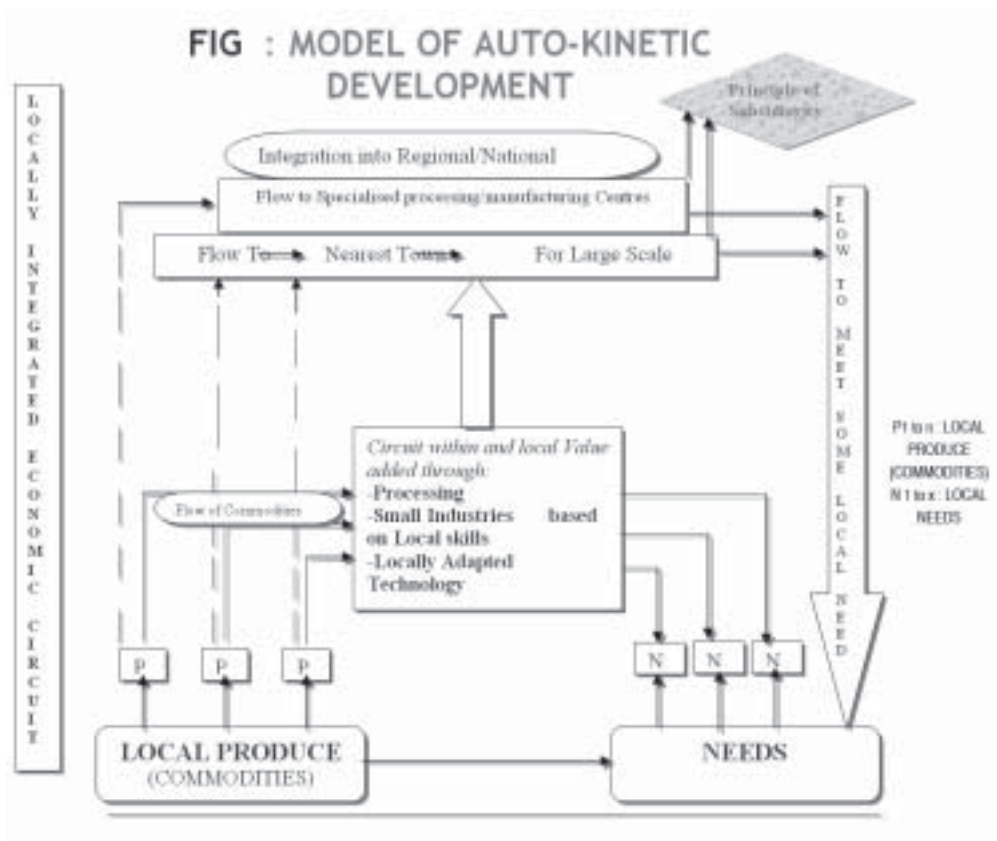 FIG : MODEL OF AUTO-KINETIC
DEVELOPMENT
LOCALLY INTEGRATED ECONOMIC CIRCUIT
Principle of
Subsidiarity
Integration into Regional/National
Flow to Specialised processing/manufacturing Centres
Flow To Nearest Town For Large Scale
FLOW TO MEET SOME LOCAL NEED
Circuit within and local Value
added through:
-Processing
-Small Industries based
on Local skills
-Locally Adapted
Technology
Flow of Commodities
P1 to n: LOCAL
PRODUCE
(COMMODITIES)
N 1 to x: LOCAL
NEEDS
P P P
N N N
LOCAL PRODUCE
(COMMODITIES)
NEEDS